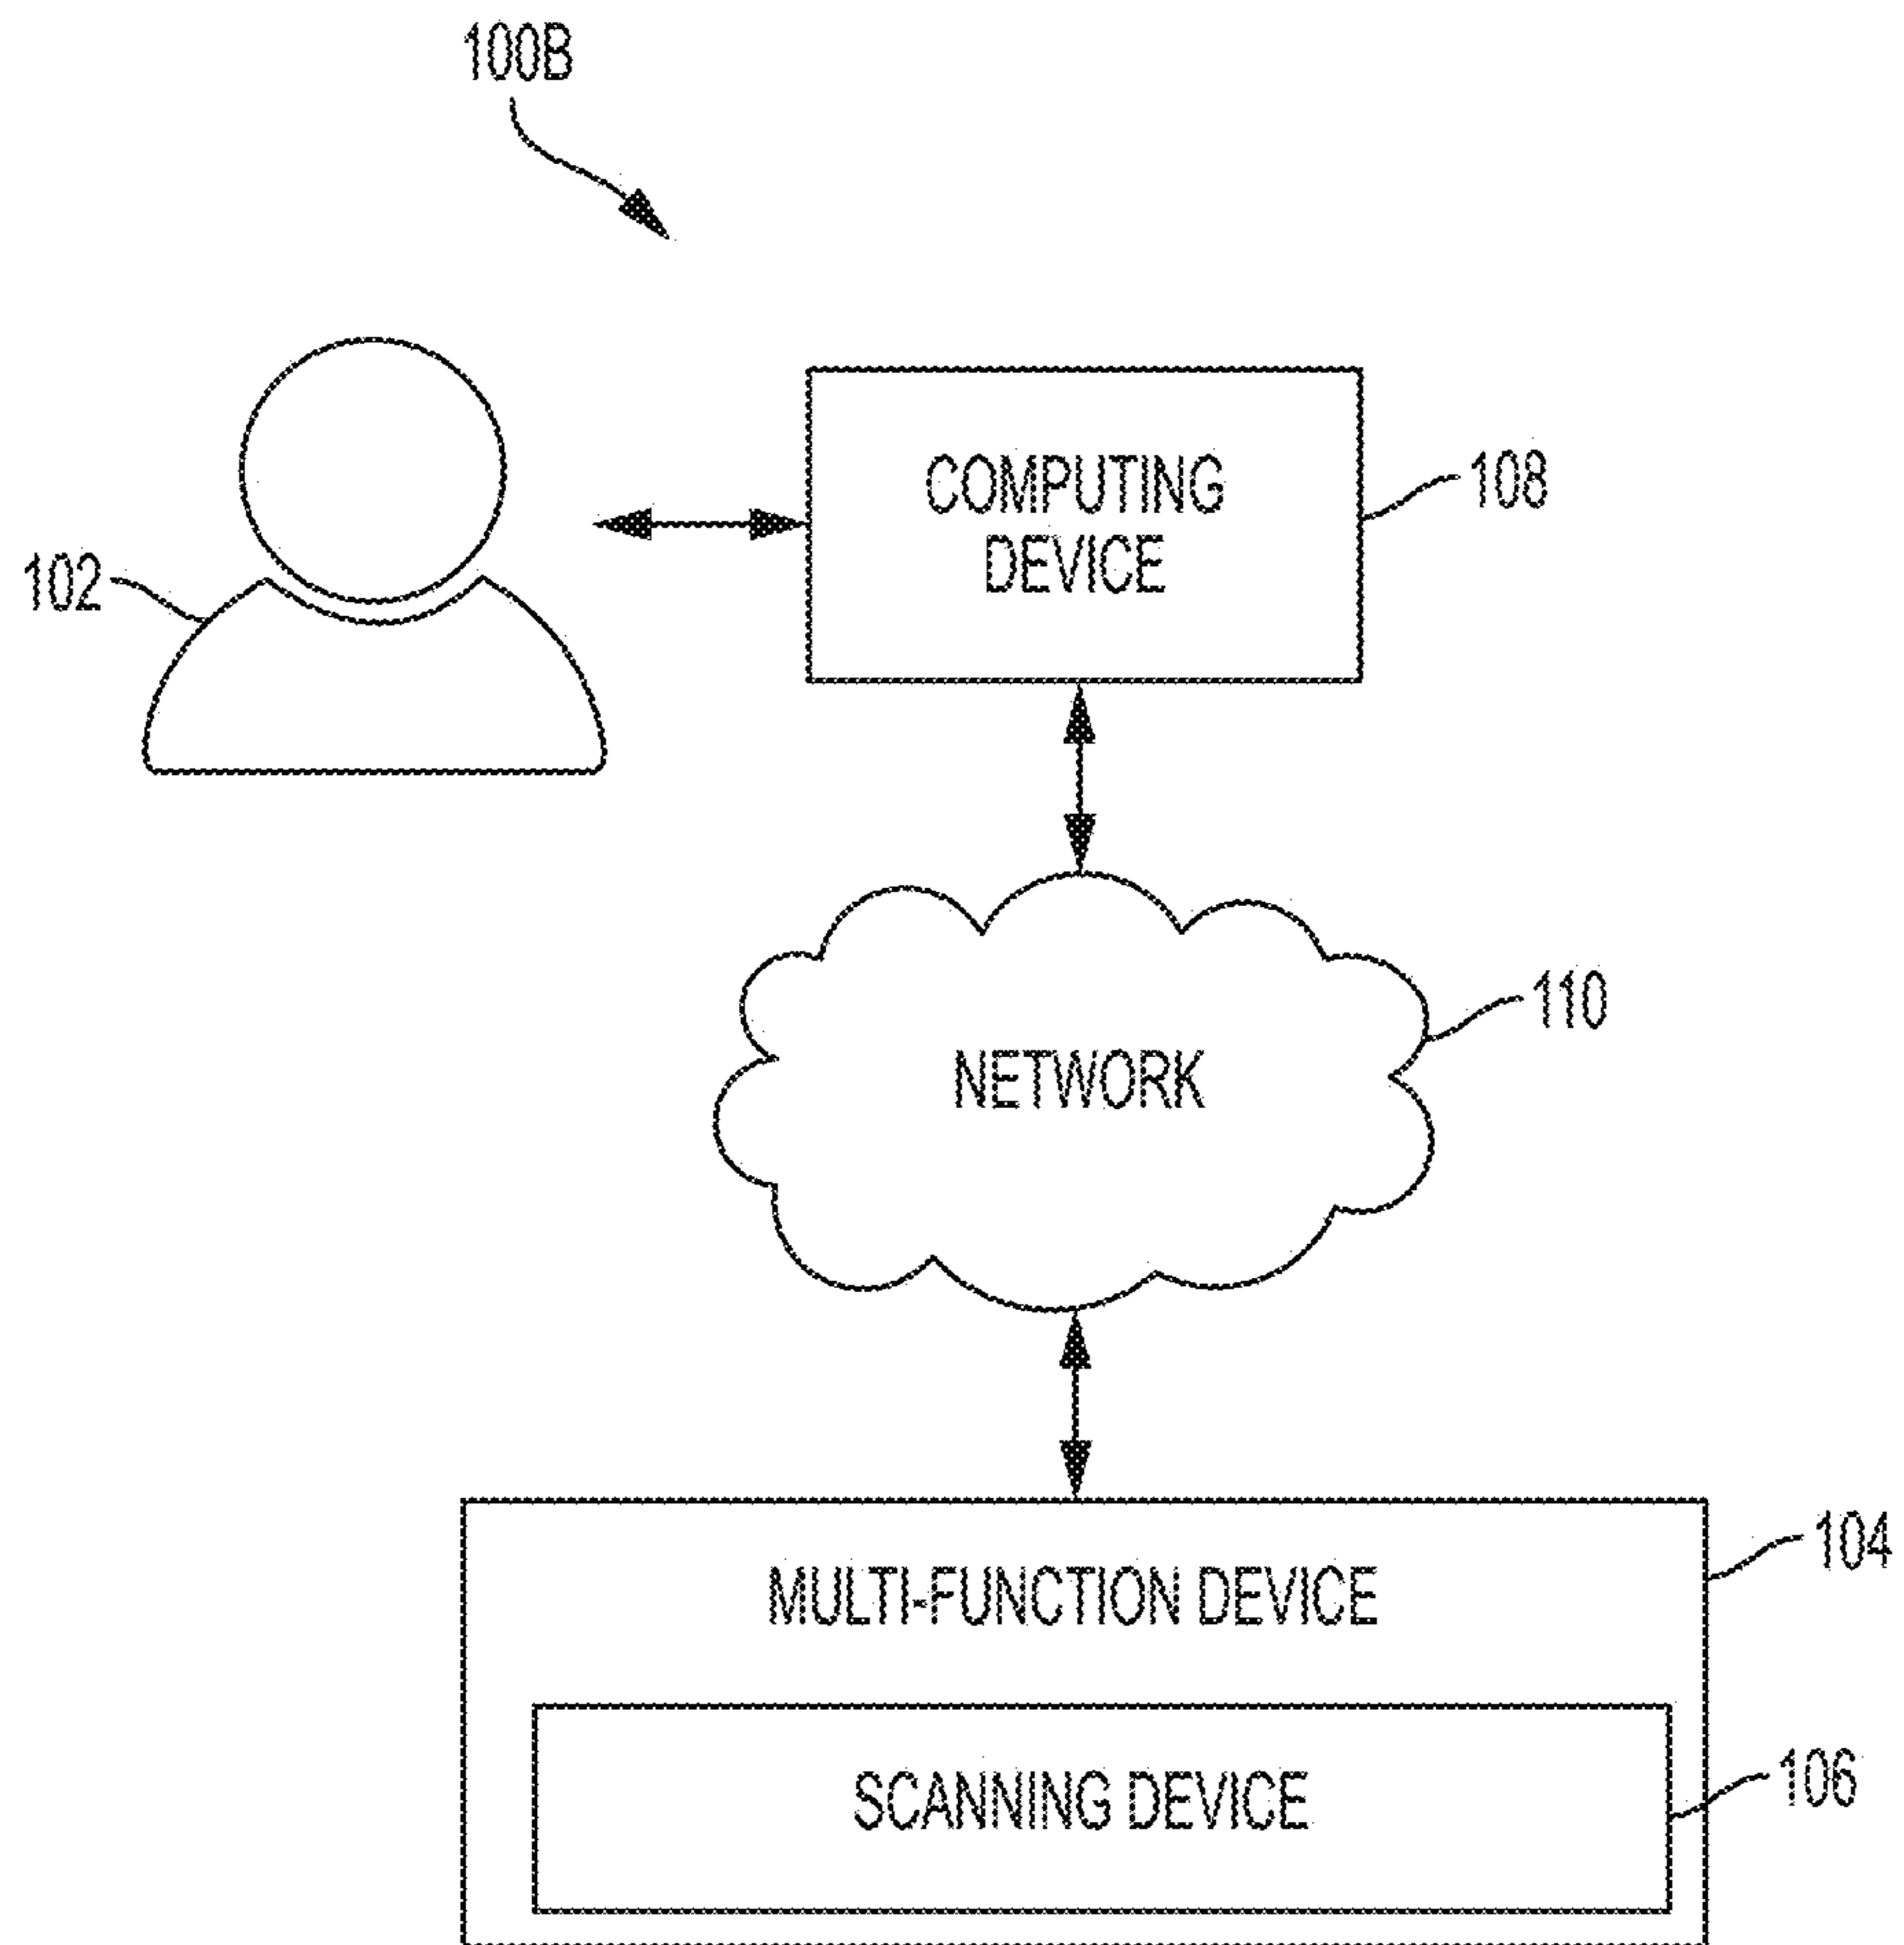 100B
COMPUTING
DEVICE
108
102
110
NETWORK
104
MULTI-FUNCTION DEVICE
106
SCANNING DEVICE